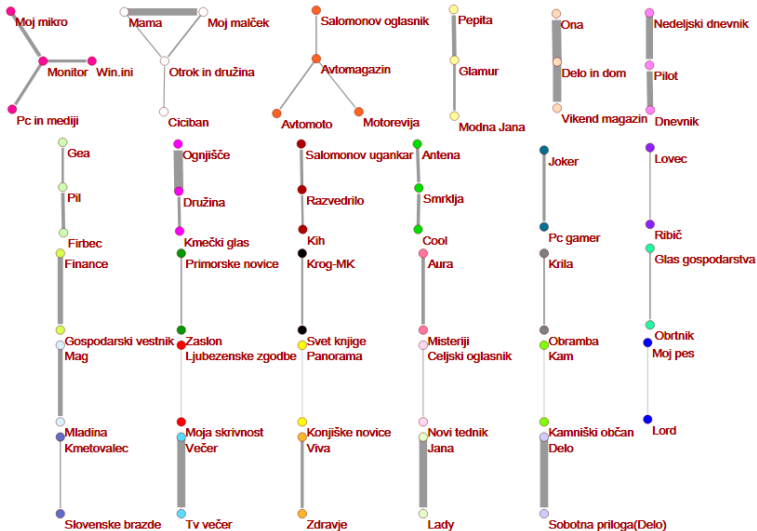 Moj mikro
Mama
Moj malček
Salomonov oglasnik
Pepita
Ona
Nedeljski dnevnik
Monitor
Win.ini
Otrok in družina
Avtomagazin
Glamur
Delo in dom
Pilot
Pc in mediji
Ciciban
Avtomoto
Motorevija
Modna Jana
Vikend magazin
Dnevnik
Gea
Ognjišče
Salomonov ugankar
Antena
Joker
Lovec
Pil
Družina
Razvedrilo
Smrklja
Firbec
Kmečki glas
Kih
Cool
Pc gamer
Ribič
Finance
Primorske novice
Krog-MK
Aura
Krila
Glas gospodarstva
Gospodarski vestnik
Zaslon
Svet knjige
Misteriji
Obramba
Obrtnik
Mag
Ljubezenske zgodbe
Panorama
Celjski oglasnik
Kam
Moj pes
Mladina
Moja skrivnost
Konjiške novice
Novi tednik
Kamniški občan
Lord
Kmetovalec
Večer
Viva
Jana
Delo
Slovenske brazde
Tv večer
Zdravje
Lady
Sobotna priloga(Delo)